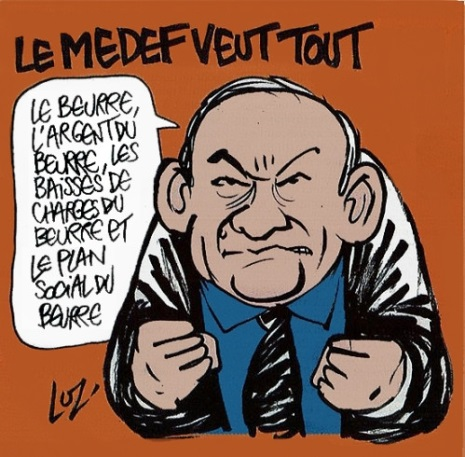 LE MEDEF VEUT TOUT
LE BEURRE,
L'ARGENT DU
BEURRE, LES
BAISSES DE
CHARGES DU
BEURRE ET
LE PLAN
SOCIAL DU
BEURRE
LUZ